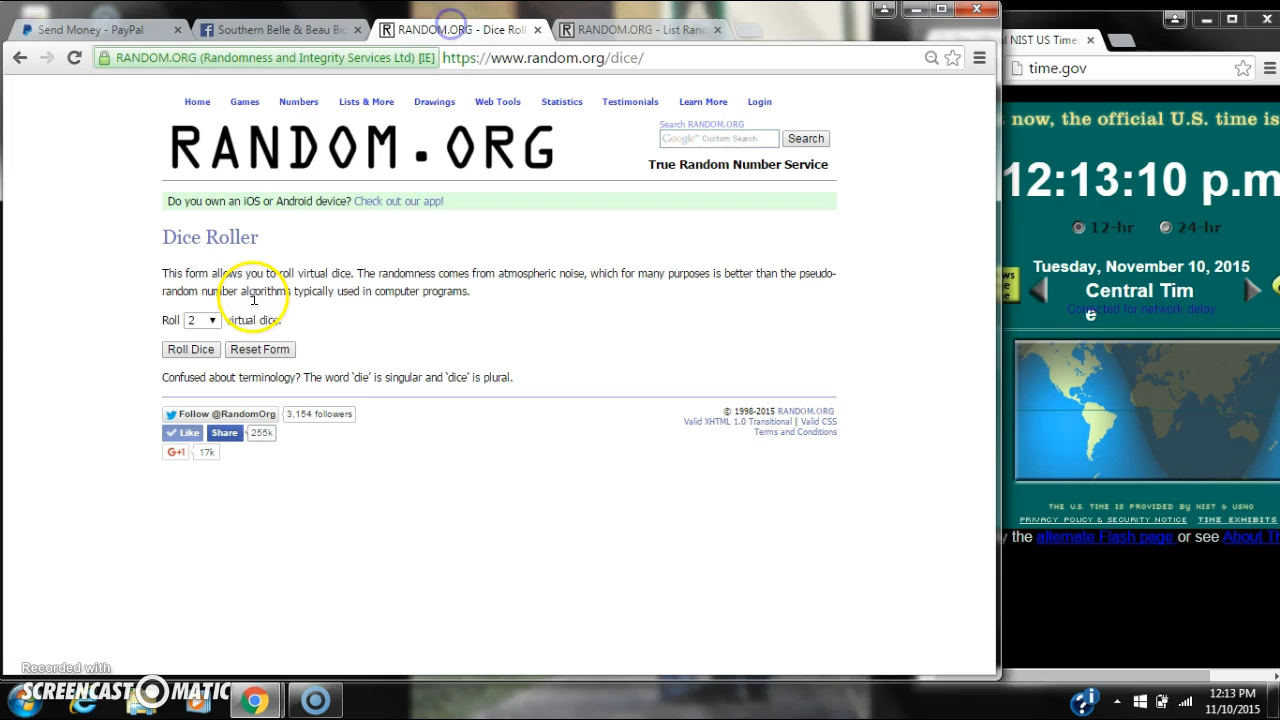 Send Money - PayPal
Southern Belle & Beau Bic
RANDOM.ORG - Dice Roll
RANDOM.ORG - List Rand
NIST US Time
RANDOM.ORG (Randomness and Integrity Services Ltd) [IE]
https://www.random.org/dice/
time.gov
Home Games Numbers Lists & More Drawings Web Tools Statistics Testimonials Learn More Login
RANDOM.ORG
Search RANDOM.ORG
Google™ Custom Search
Search
True Random Number Service
Do you own an iOS or Android device? Check out our app!
Dice Roller
This form allows you to roll virtual dice. The randomness comes from atmospheric noise, which for many purposes is better than the pseudo-
random number algorithms typically used in computer programs.
Roll 2 virtual dice.
Roll Dice Reset Form
Confused about terminology? The word ‘die’ is singular and ‘dice’ is plural.
Follow @RandomOrg 3,154 followers
Like Share 255k
G+1 17k
© 1998-2015 RANDOM.ORG
Valid XHTML 1.0 Transitional | Valid CSS
Terms and Conditions
now, the official U.S. time is
12:13:10 p.m
12-hr 24-hr
Tuesday, November 10, 2015
Central Tim
e
Corrected for network delay
THE U.S. TIME IS PROVIDED BY NIST & USNO
PRIVACY POLICY & SECURITY NOTICE TIME EXHIBITS
the alternate Flash page or see About
Recorded with
SCREENCAST MATIC
12:13 PM
11/10/2015